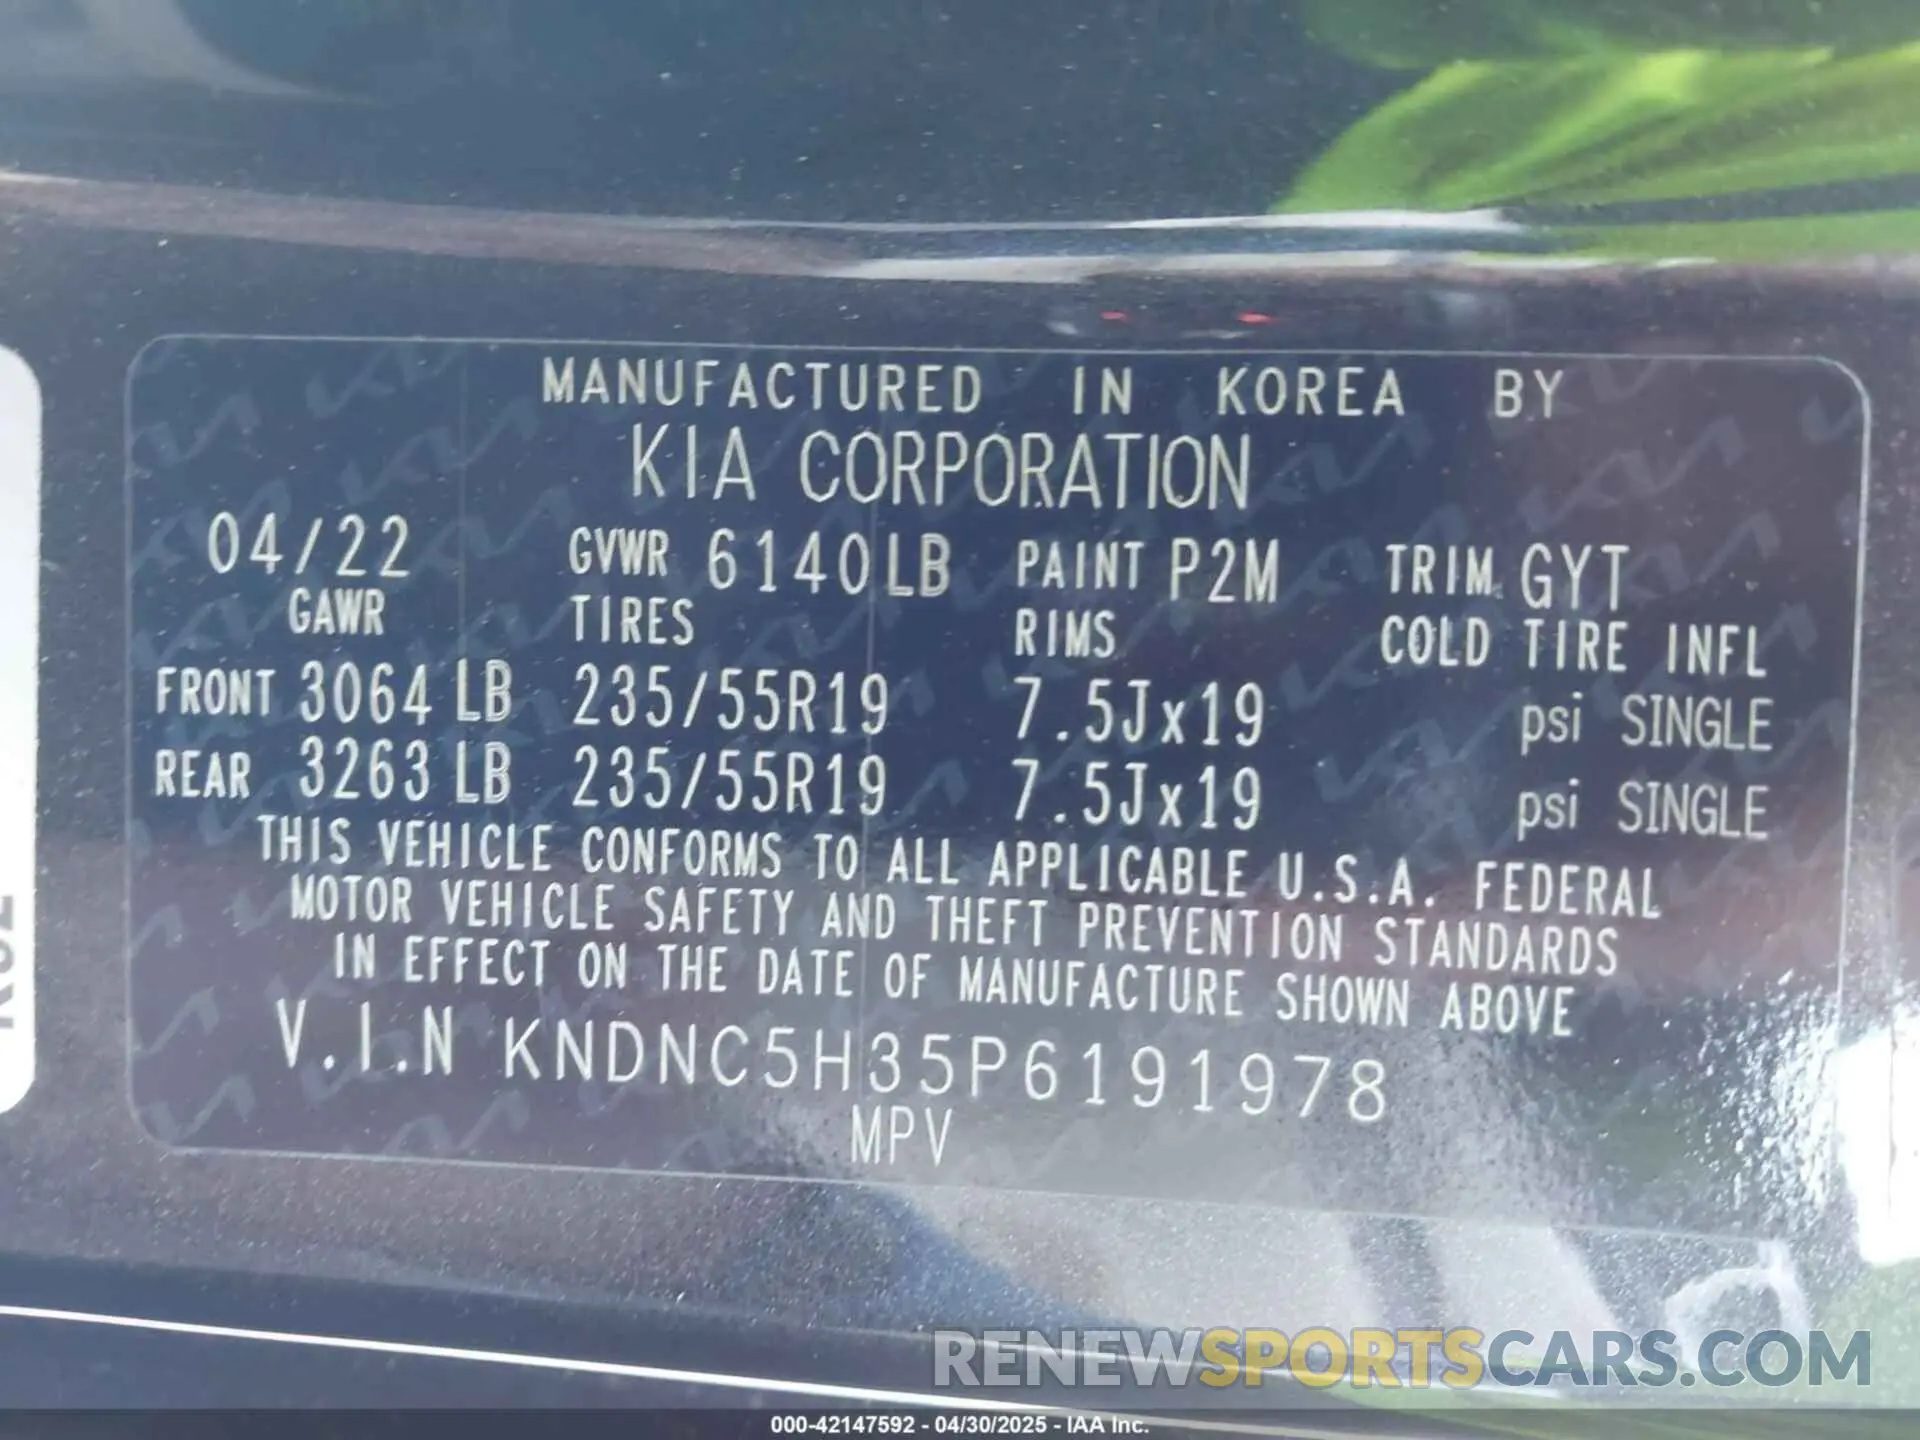 MANUFACTURED IN KOREA BY
KIA CORPORATION
04/22 GVWR 6140LB PAINT P2M TRIM GYT
GAWR TIRES RIMS COLD TIRE INFL
FRONT 3064 LB 235/55R19 7.5Jx19 psi SINGLE
REAR 3263 LB 235/55R19 7.5Jx19 psi SINGLE
THIS VEHICLE CONFORMS TO ALL APPLICABLE U.S.A. FEDERAL
MOTOR VEHICLE SAFETY AND THEFT PREVENTION STANDARDS
IN EFFECT ON THE DATE OF MANUFACTURE SHOWN ABOVE
V.I.N KNDNC5H35P6191978
MPV
RENEWSPORTSCARS.COM
000-42147592 - 04/30/2025 - IAA Inc.